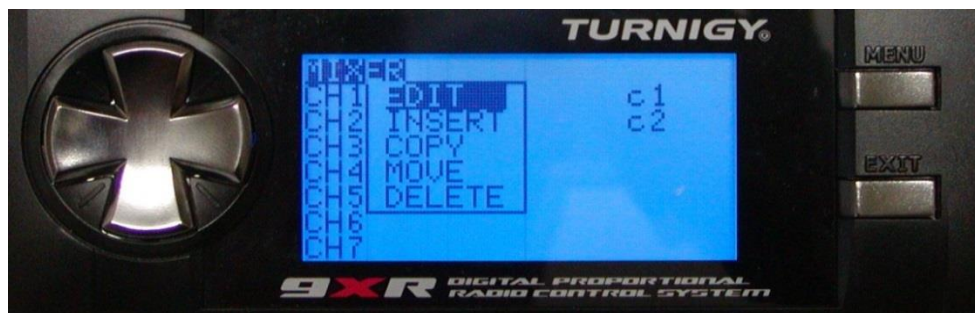 TURNIGY®
MENU
MIXER
CH1 EDIT c1
CH2 INSERT c2
CH3 COPY
CH4 MOVE
CH5 DELETE
CH6
CH7
EXIT
9XR DIGITAL PROPORTIONAL
RADIO CONTROL SYSTEM